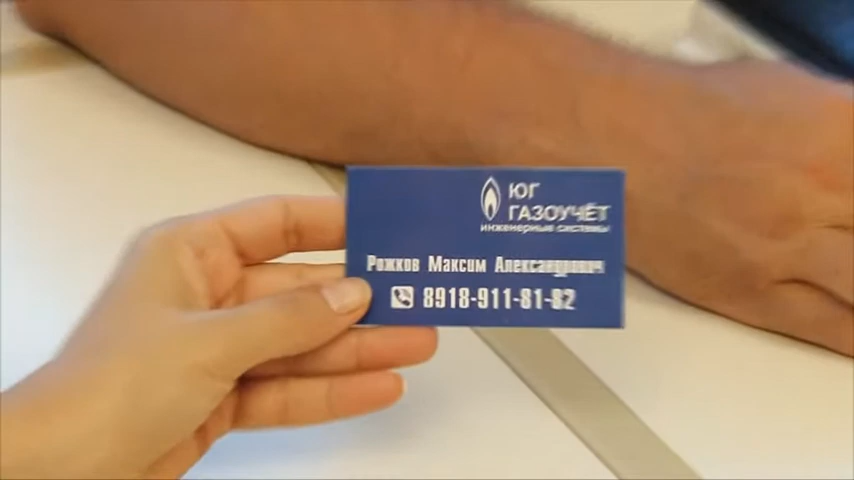 ЮГ
ГАЗОУЧЁТ
инженерные системы
Рожков Максим Александрович
8918-911-81-82